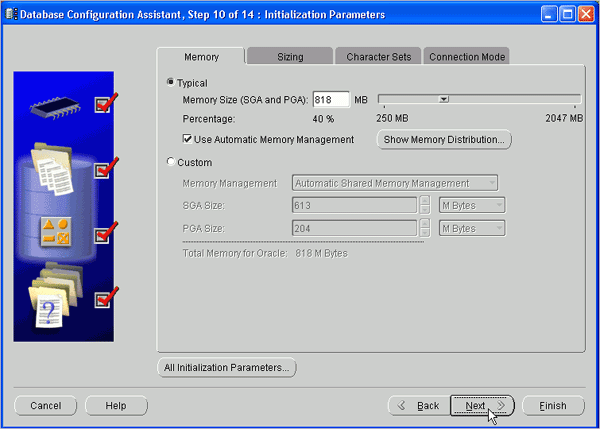 Database Configuration Assistant, Step 10 of 14 : Initialization Parameters
Memory Sizing Character Sets Connection Mode
Typical
Memory Size (SGA and PGA): 818 MB
Percentage: 40 % 250 MB 2047 MB
Use Automatic Memory Management Show Memory Distribution...
Custom
Memory Management Automatic Shared Memory Management
SGA Size: 613 M Bytes
PGA Size: 204 M Bytes
Total Memory for Oracle: 818 M Bytes
?
All Initialization Parameters...
Cancel Help Back Next Finish